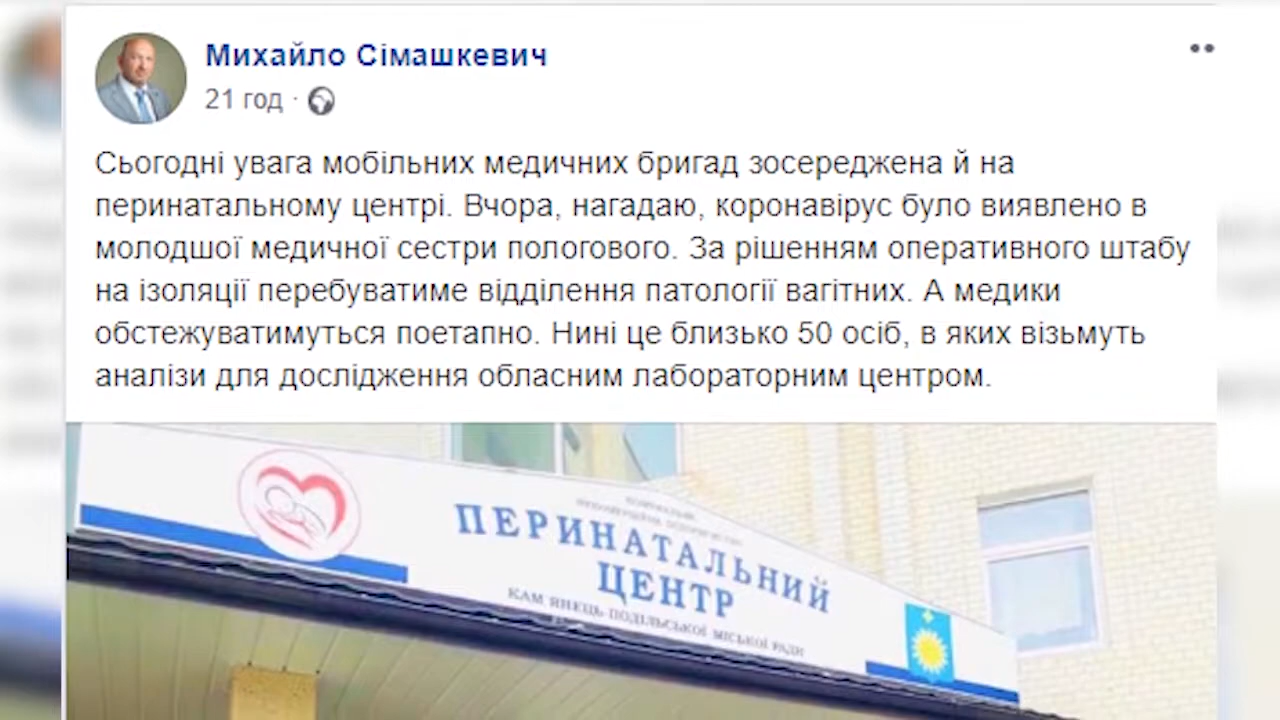 Михайло Сімашкевич
21 год ·
Сьогодні увага мобільних медичних бригад зосереджена й на
перинатальному центрі. Вчора, нагадаю, коронавірус було виявлено в
молодшої медичної сестри пологового. За рішенням оперативного штабу
на ізоляції перебуватиме відділення патології вагітних. А медики
обстежуватимуться поетапно. Нині це близько 50 осіб, в яких візьмуть
аналізи для дослідження обласним лабораторним центром.
ПЕРИНАТАЛЬНИЙ
ЦЕНТР
КАМ ЯНЕЦЬ-ПОДІЛЬСЬКОЇ МІСЬКОЇ РАДИ